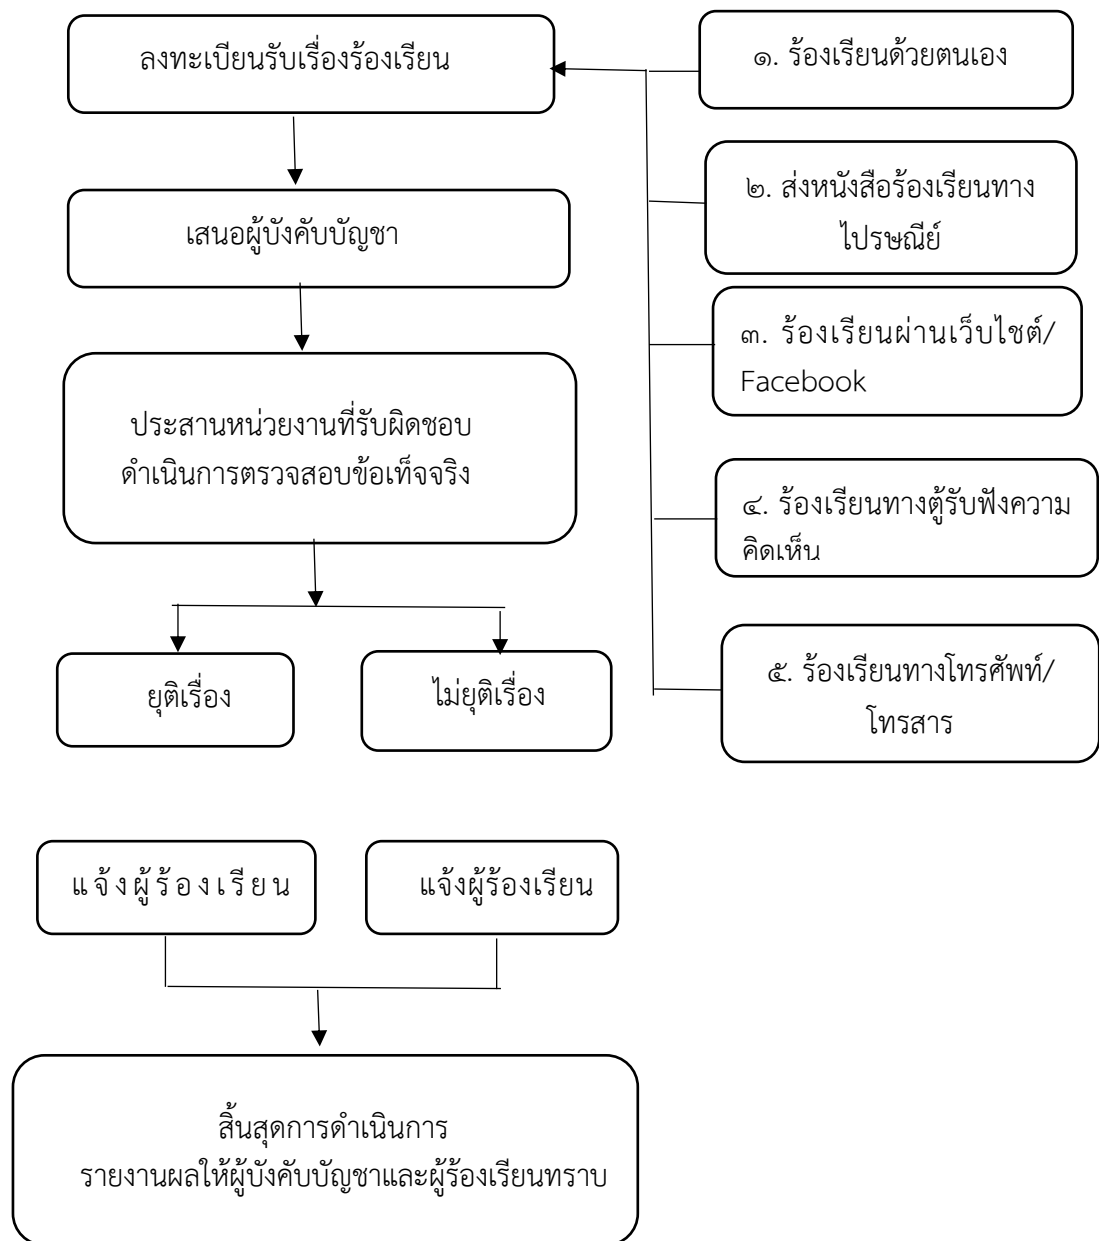 ลงทะเบียนรับเรื่องร้องเรียน
๑. ร้องเรียนด้วยตนเอง
๒. ส่งหนังสือร้องเรียนทาง
ไปรษณีย์
เสนอผู้บังคับบัญชา
๓. ร้องเรียนผ่านเว็บไชต์/
Facebook
ประสานหน่วยงานที่รับผิดชอบ
ดำเนินการตรวจสอบข้อเท็จจริง
๔. ร้องเรียนทางตู้รับฟังความ
คิดเห็น
๕. ร้องเรียนทางโทรศัพท์/
โทรสาร
ยุติเรื่อง
ไม่ยุติเรื่อง
แจ้งผู้ร้องเรียน
แจ้งผู้ร้องเรียน
สิ้นสุดการดำเนินการ
รายงานผลให้ผู้บังคับบัญชาและผู้ร้องเรียนทราบ